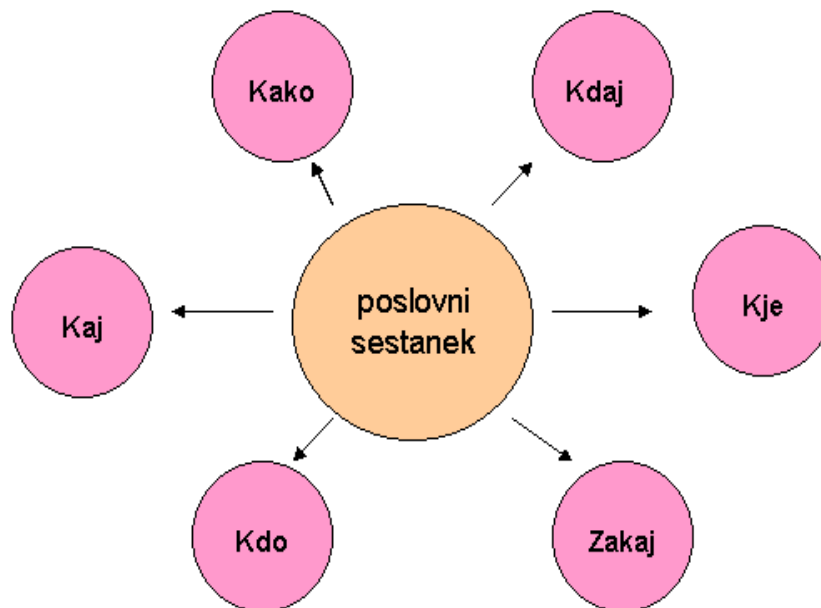 Kako
Kdaj
Kaj
poslovni
sestanek
Kje
Kdo
Zakaj